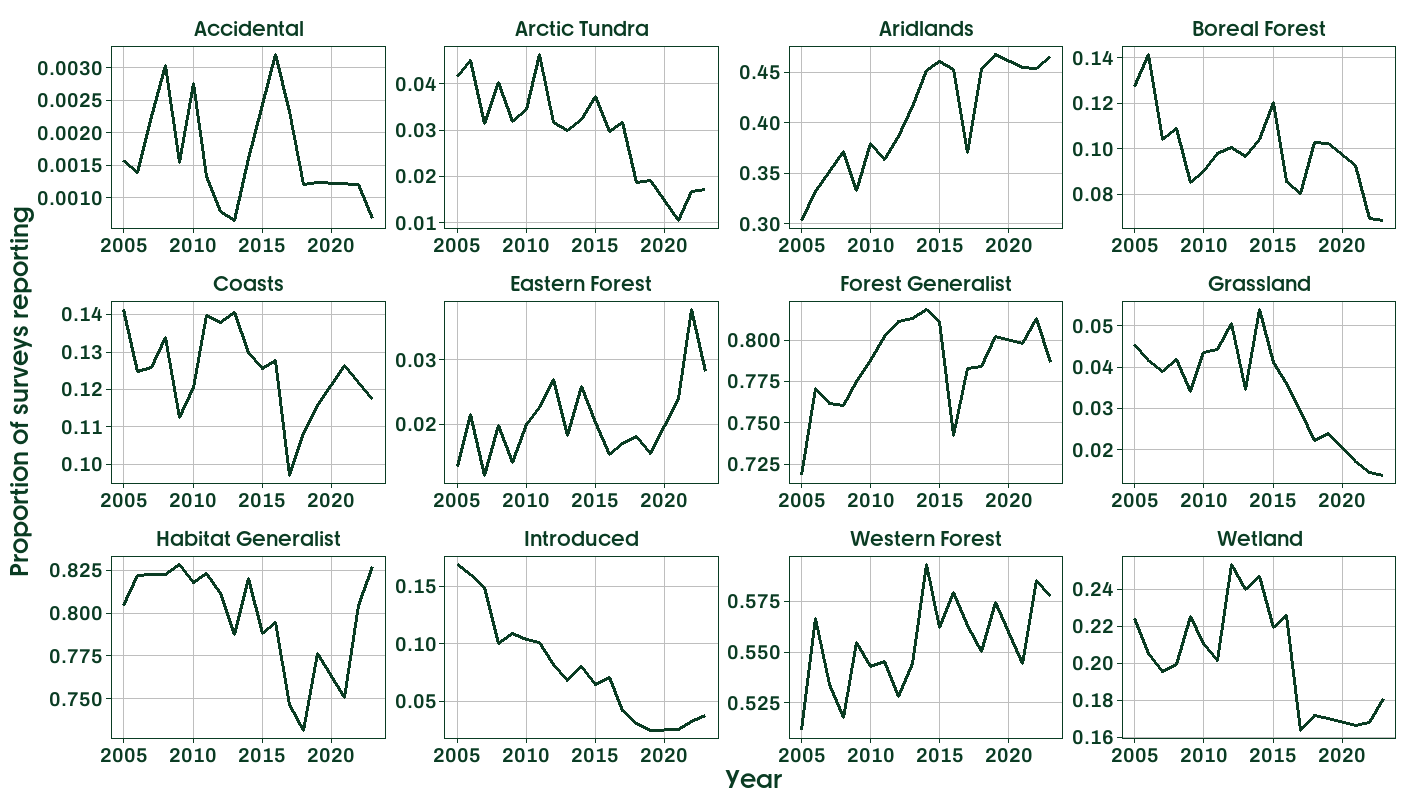 Proportion of surveys reporting
Accidental
0.0030
0.0025
0.0020
0.0015
0.0010
2005 2010 2015 2020
Arctic Tundra
0.04
0.03
0.02
0.01
2005 2010 2015 2020
Aridlands
0.45
0.40
0.35
0.30
2005 2010 2015 2020
Boreal Forest
0.14
0.12
0.10
0.08
2005 2010 2015 2020
Coasts
0.14
0.13
0.12
0.11
0.10
2005 2010 2015 2020
Eastern Forest
0.03
0.02
2005 2010 2015 2020
Forest Generalist
0.800
0.775
0.750
0.725
2005 2010 2015 2020
Grassland
0.05
0.04
0.03
0.02
2005 2010 2015 2020
Habitat Generalist
0.825
0.800
0.775
0.750
2005 2010 2015 2020
Introduced
0.15
0.10
0.05
2005 2010 2015 2020
Western Forest
0.575
0.550
0.525
2005 2010 2015 2020
Wetland
0.24
0.22
0.20
0.18
0.16
2005 2010 2015 2020
Year